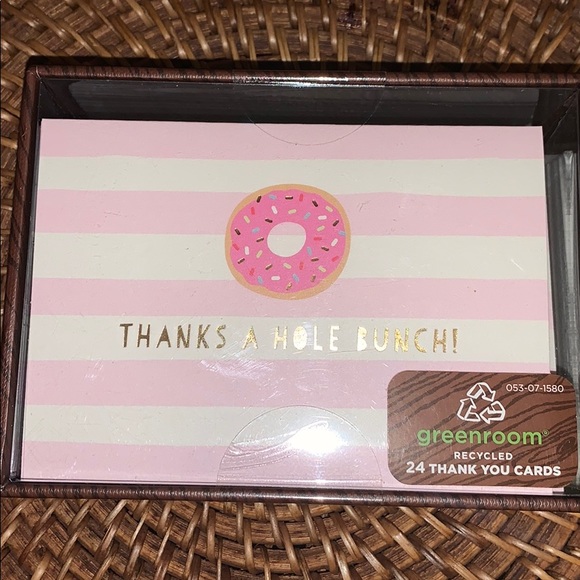 THANKS A HOLE BUNCH!
053-07-1580
greenroom®
RECYCLED
24 THANK YOU CARDS